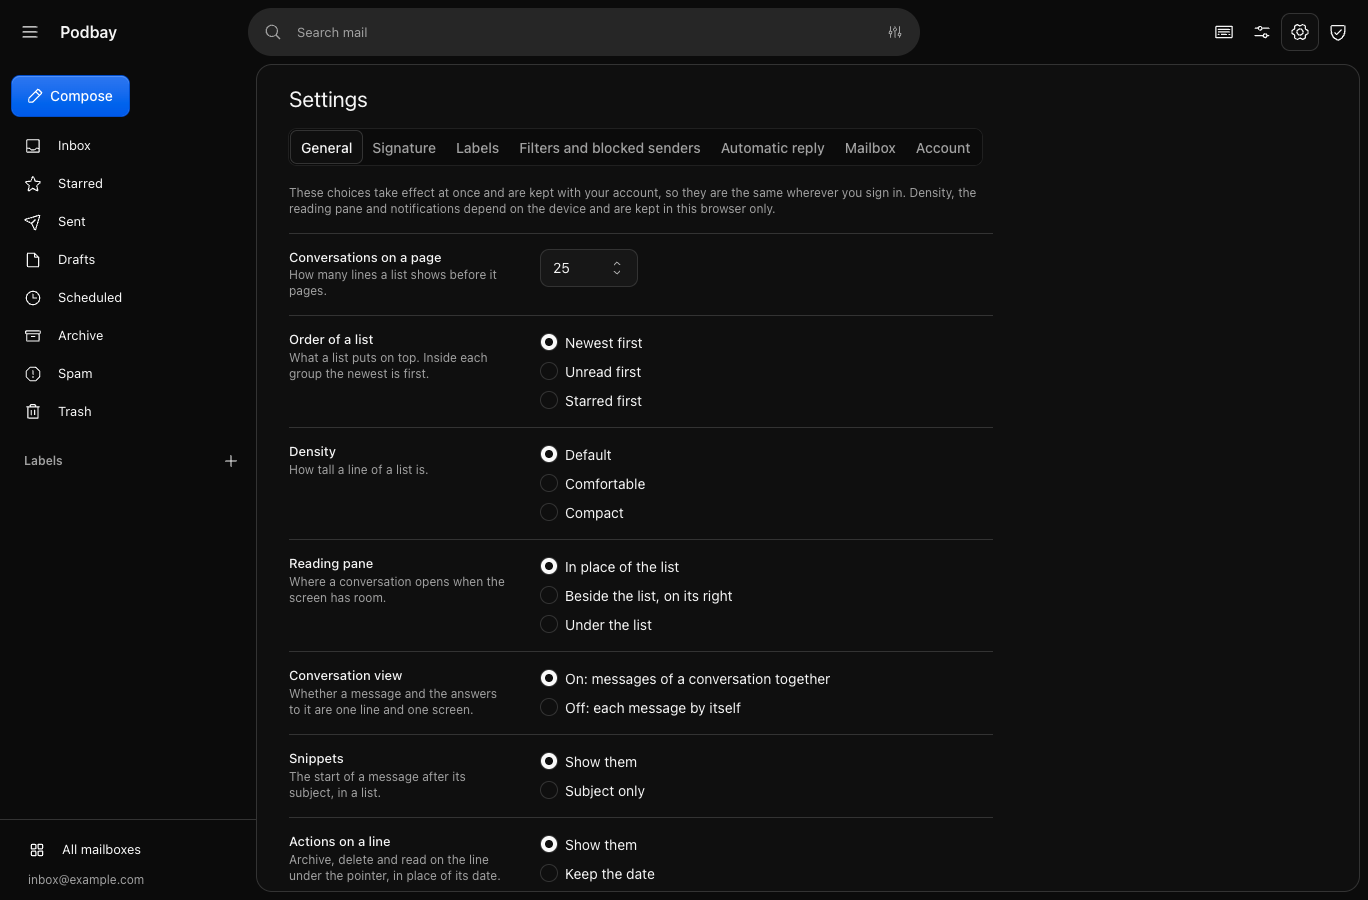 Podbay
Search mail
Compose
Inbox
Starred
Sent
Drafts
Scheduled
Archive
Spam
Trash
Labels
All mailboxes
inbox@example.com
Settings
General
Signature
Labels
Filters and blocked senders
Automatic reply
Mailbox
Account
These choices take effect at once and are kept with your account, so they are the same wherever you sign in. Density, the
reading pane and notifications depend on the device and are kept in this browser only.
Conversations on a page
How many lines a list shows before it
pages.
25
Order of a list
What a list puts on top. Inside each
group the newest is first.
Newest first
Unread first
Starred first
Density
How tall a line of a list is.
Default
Comfortable
Compact
Reading pane
Where a conversation opens when the
screen has room.
In place of the list
Beside the list, on its right
Under the list
Conversation view
Whether a message and the answers
to it are one line and one screen.
On: messages of a conversation together
Off: each message by itself
Snippets
The start of a message after its
subject, in a list.
Show them
Subject only
Actions on a line
Archive, delete and read on the line
under the pointer, in place of its date.
Show them
Keep the date